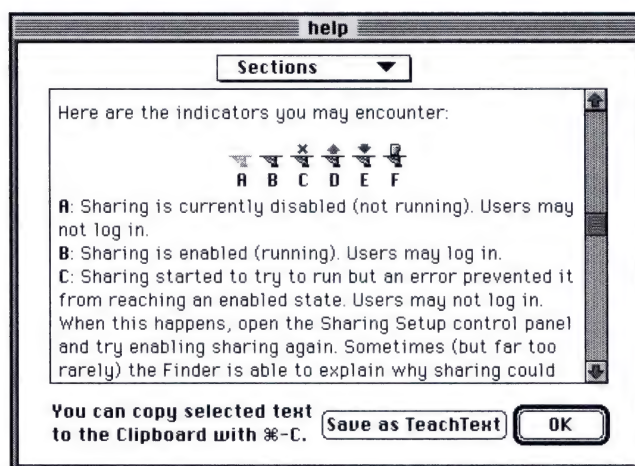 help
Sections
Here are the indicators you may encounter:
A B C D E F
A: Sharing is currently disabled (not running). Users may
not log in.
B: Sharing is enabled (running). Users may log in.
C: Sharing started to try to run but an error prevented it
from reaching an enabled state. Users may not log in.
When this happens, open the Sharing Setup control panel
and try enabling sharing again. Sometimes (but far too
rarely) the Finder is able to explain why sharing could
You can copy selected text
to the Clipboard with ⌘-C.
Save as TeachText
OK